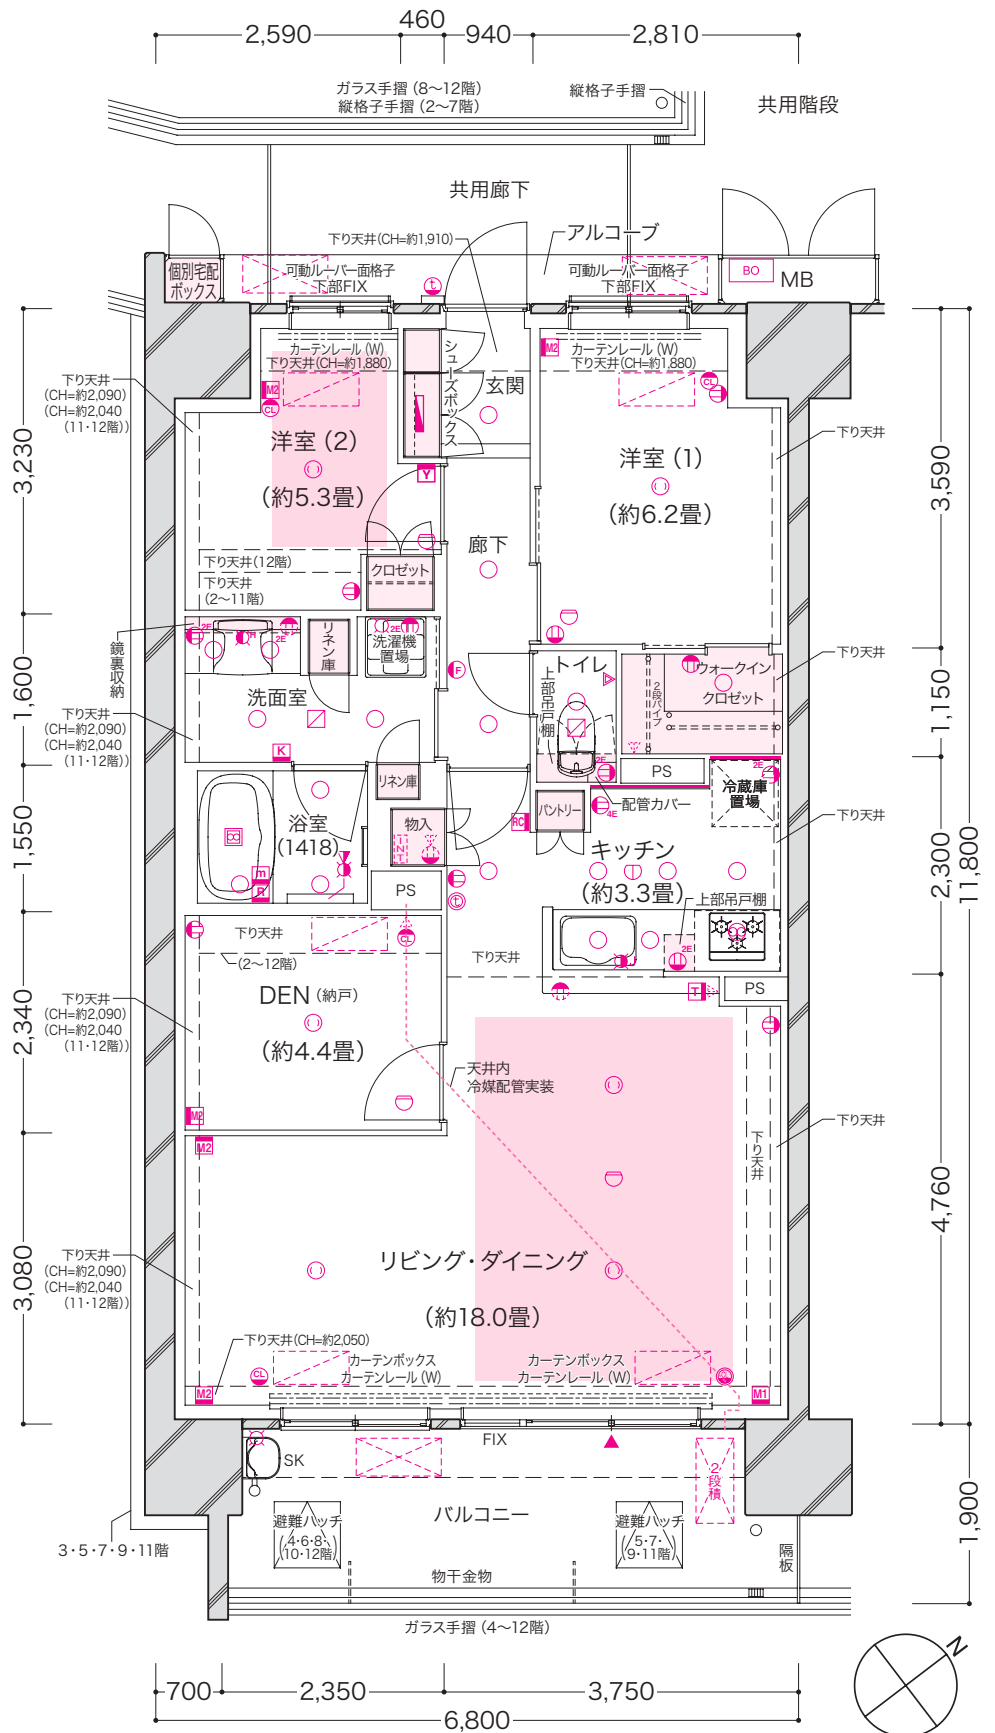 460
2,590
940
2,810
ガラス手摺 (8〜12階)
縦格子手摺 (2〜7階)
縦格子手摺
共用階段
共用廊下
下り天井(CH=約1,910)
アルコーブ
個別宅配
ボックス
可動ルーバー面格子
下部FIX
可動ルーバー面格子
下部FIX
BO
MB
カーテンレール (W)
下り天井(CH=約1,880)
M2
CL
シューズボックス
玄関
M2
カーテンレール (W)
下り天井(CH=約1,880)
CL
下り天井
(CH=約2,090)
(CH=約2,040
(11・12階))
下り天井
3,230
3,590
洋室 (2)
(約5.3畳)
Y
洋室 (1)
(約6.2畳)
廊下
下り天井(12階)
下り天井
(2〜11階)
クロゼット
鏡裏収納
2E
2E
リネン庫
2E
洗濯機
置場
F
トイレ
上部吊戸棚
2E
ウォークイン
クロゼット
2段パイプ
下り天井
1,600
1,150
洗面室
K
下り天井
(CH=約2,090)
(CH=約2,040
(11・12階))
PS
2E
冷蔵庫
置場
リネン庫
配管カバー
浴室
(1418)
m
R
物入
INT
RC
パントリー
4E
キッチン
(約3.3畳)
下り天井
1,550
2,300
11,800
PS
上部吊戸棚
2E
下り天井
(2〜12階)
CL
下り天井
T
PS
DEN (納戸)
(約4.4畳)
下り天井
(CH=約2,090)
(CH=約2,040
(11・12階))
2,340
天井内
冷媒配管実装
M2
M2
下り天井
下り天井
4,760
3,080
下り天井
(CH=約2,090)
(CH=約2,040
(11・12階))
リビング・ダイニング
(約18.0畳)
下り天井(CH=約2,050)
M2
CL
カーテンボックス
カーテンレール (W)
カーテンボックス
カーテンレール (W)
M1
FIX
SK
2段積
バルコニー
避難ハッチ
(4・6・8・
10・12階)
避難ハッチ
(5・7・
9・11階)
隔板
1,900
3・5・7・9・11階
物干金物
ガラス手摺 (4〜12階)
N
700
2,350
3,750
6,800